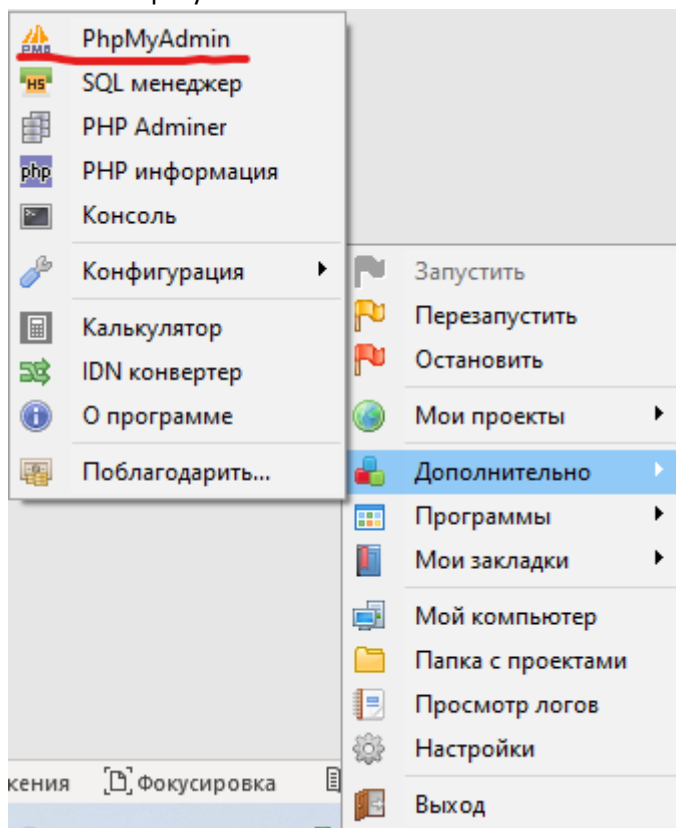 PhpMyAdmin
SQL менеджер
PHP Adminer
PHP информация
Консоль
Конфигурация
Калькулятор
IDN конвертер
О программе
Поблагодарить...
Запустить
Перезапустить
Остановить
Мои проекты
Дополнительно
Программы
Мои закладки
Мой компьютер
Папка с проектами
Просмотр логов
Настройки
Выход
жения Фокусировка